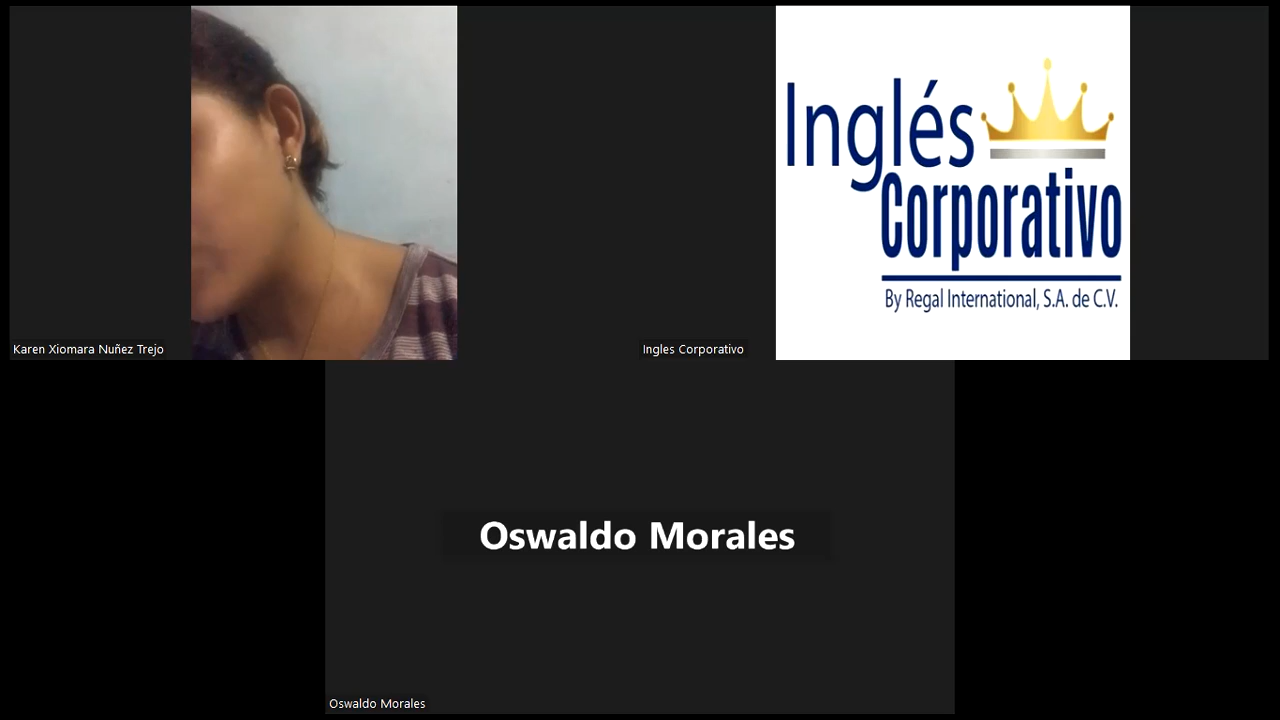 Inglés
Corporativo
By Regal International, S.A. de C.V.
Karen Xiomara Nuñez Trejo
Ingles Corporativo
Oswaldo Morales
Oswaldo Morales